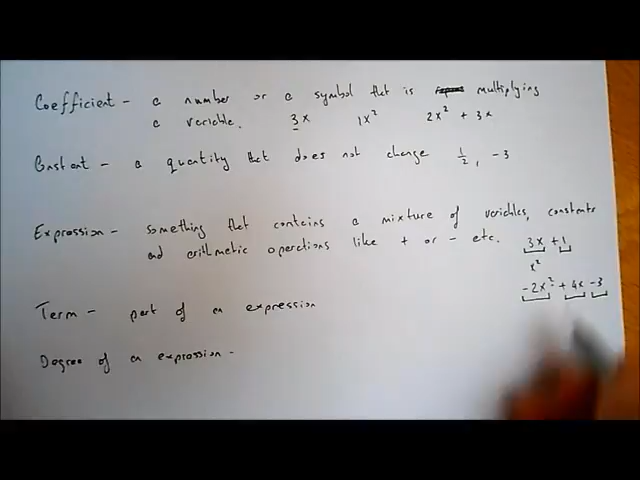 Coefficient - a number or a symbol that is multiplying
a variable. 3x 1x² 2x² + 3x
Constant - a quantity that does not change ½, -3
Expression - something that contains a mixture of variables, constants
and arithmetic operations like + or - etc. 3x + 1
x²
-2x² + 4x - 3
Term - part of an expression
Degree of an expression -